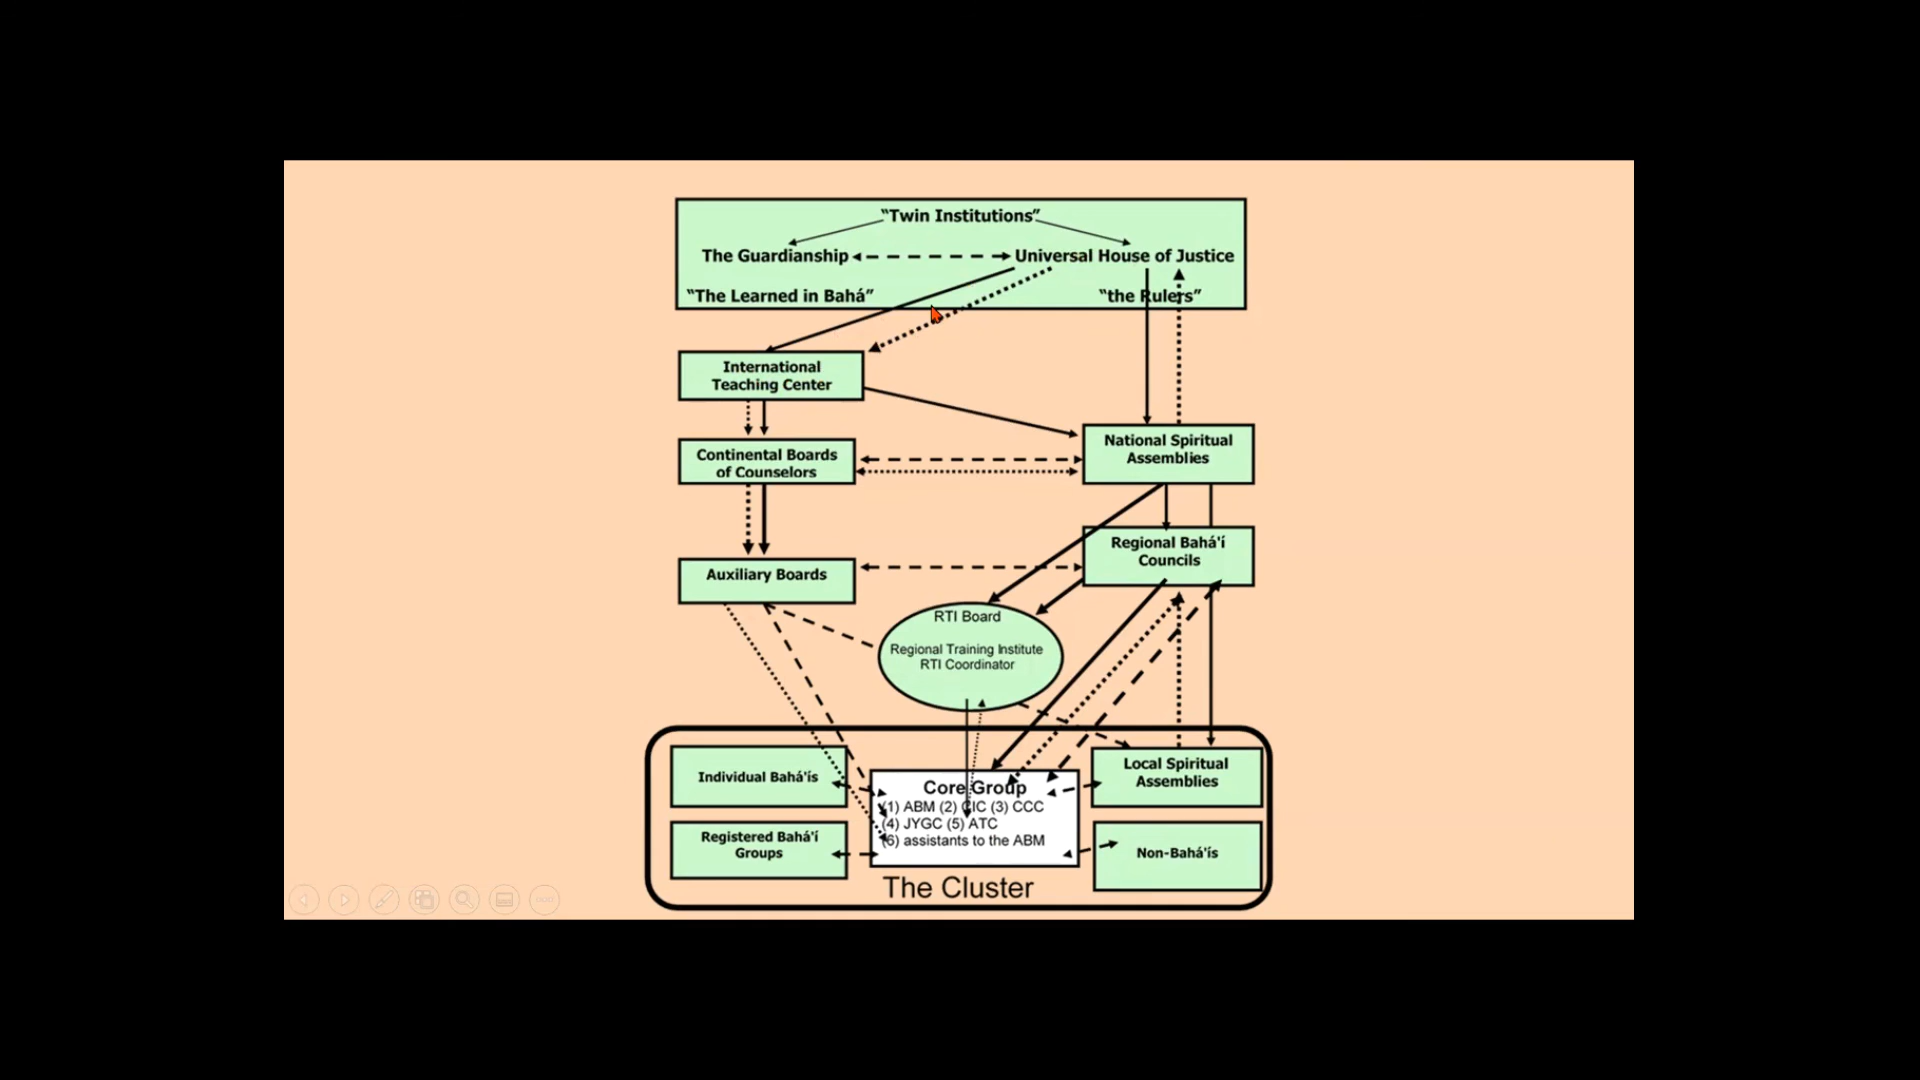 “Twin Institutions”
The Guardianship
Universal House of Justice
“The Learned in Bahá”
“the Rulers”
International
Teaching Center
National Spiritual
Assemblies
Continental Boards
of Counselors
Regional Bahá'í
Councils
Auxiliary Boards
RTI Board
Regional Training Institute
RTI Coordinator
Individual Bahá'ís
Local Spiritual
Assemblies
Core Group
(1) ABM (2) CIC (3) CCC
(4) JYGC (5) ATC
(6) assistants to the ABM
Registered Bahá'í
Groups
Non-Bahá'ís
The Cluster